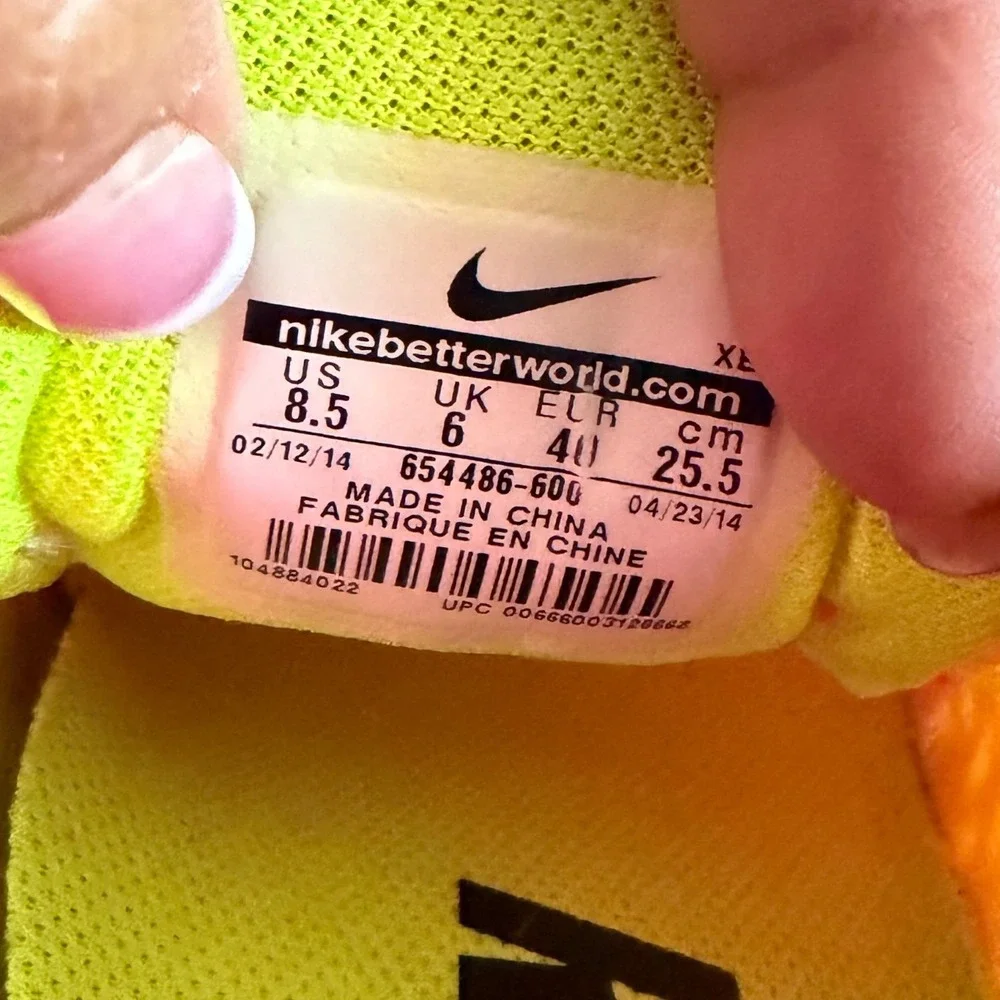 nikebetterworld.com
US UK EUR cm
8.5 6 40 25.5
02/12/14 654486-600 04/23/14
MADE IN CHINA
FABRIQUE EN CHINE
104884022
UPC